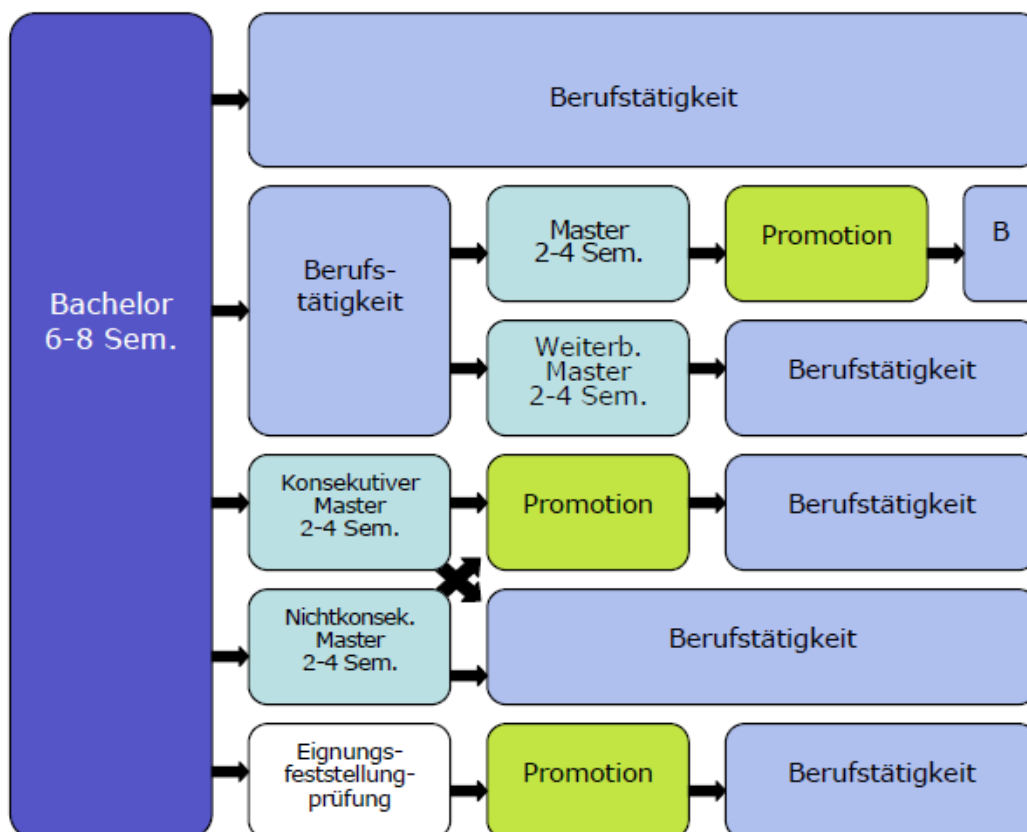 Bachelor
6-8 Sem.
Berufstätigkeit
Berufs-
tätigkeit
Master
2-4 Sem.
Promotion
B
Weiterb.
Master
2-4 Sem.
Berufstätigkeit
Konsekutiver
Master
2-4 Sem.
Promotion
Berufstätigkeit
Nichtkonsek.
Master
2-4 Sem.
Berufstätigkeit
Eignungs-
feststellung-
prüfung
Promotion
Berufstätigkeit